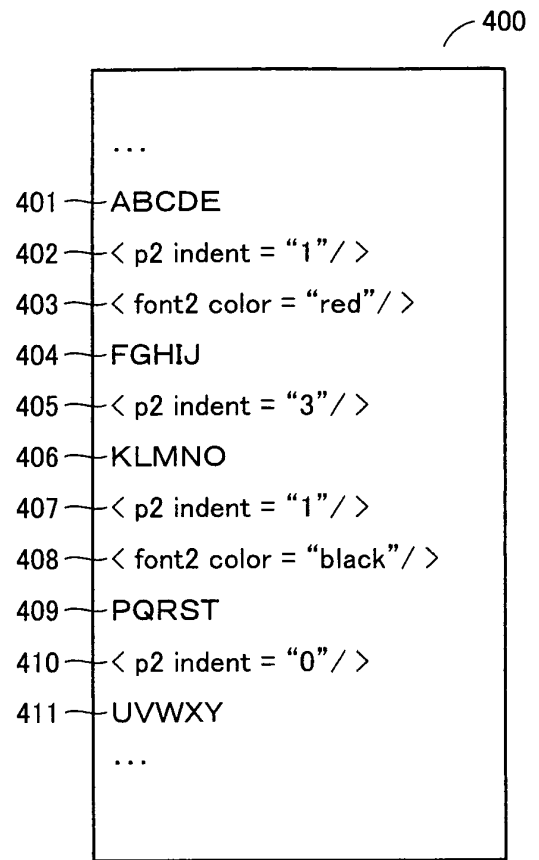 400
...
401 ABCDE
402 < p2 indent = “1”/ >
403 < font2 color = “red”/ >
404 FGHIJ
405 < p2 indent = “3”/ >
406 KLMNO
407 < p2 indent = “1”/ >
408 < font2 color = “black”/ >
409 PQRST
410 < p2 indent = “0”/ >
411 UVWXY
...